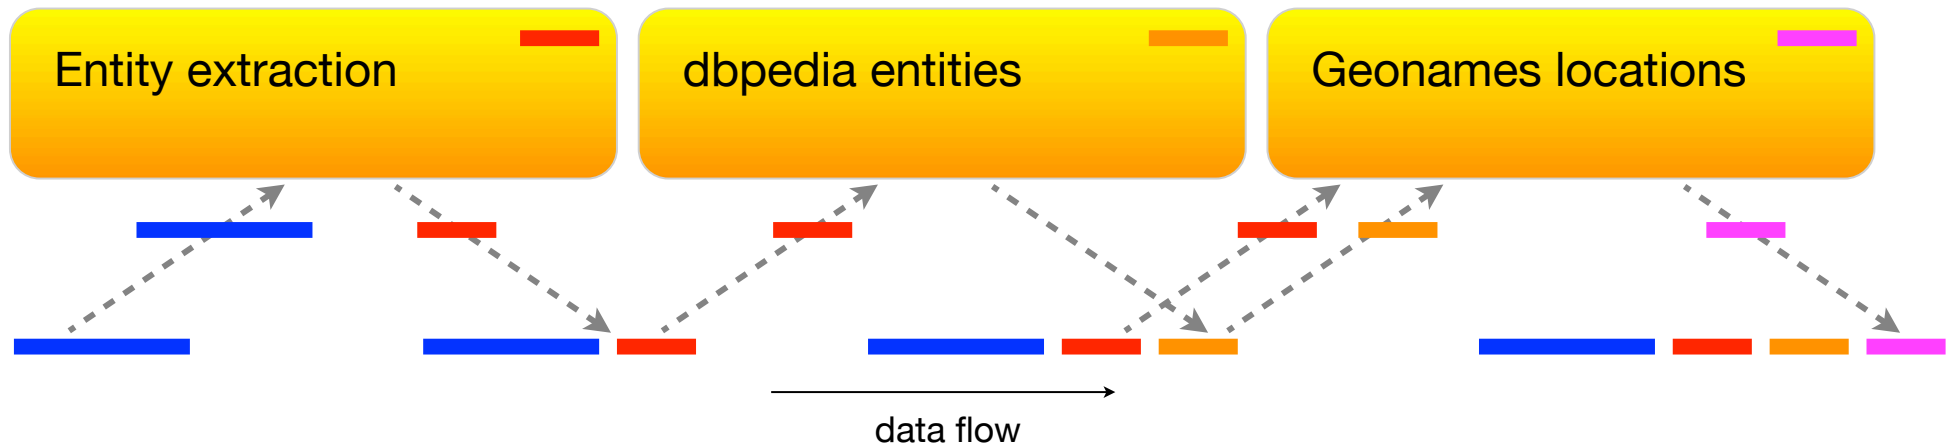 Entity extraction
dbpedia entities
Geonames locations
data flow